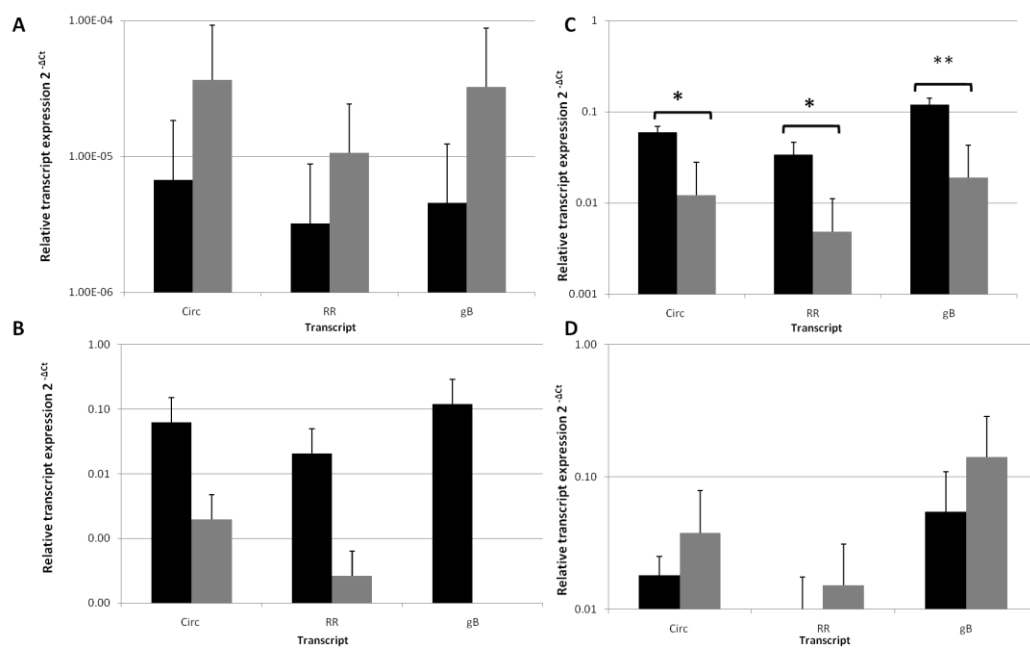 A
Relative transcript expression 2 -ΔCt
1.00E-04
1.00E-05
1.00E-06
Circ
RR
gB
Transcript
B
Relative transcript expression 2 -ΔCt
1.00
0.10
0.01
0.00
0.00
Circ
RR
gB
Transcript
C
Relative transcript expression 2 -ΔCt
1
0.1
0.01
0.001
*
*
**
Circ
RR
gB
Transcript
D
Relative transcript expression 2 -ΔCt
1.00
0.10
0.01
Circ
RR
gB
Transcript